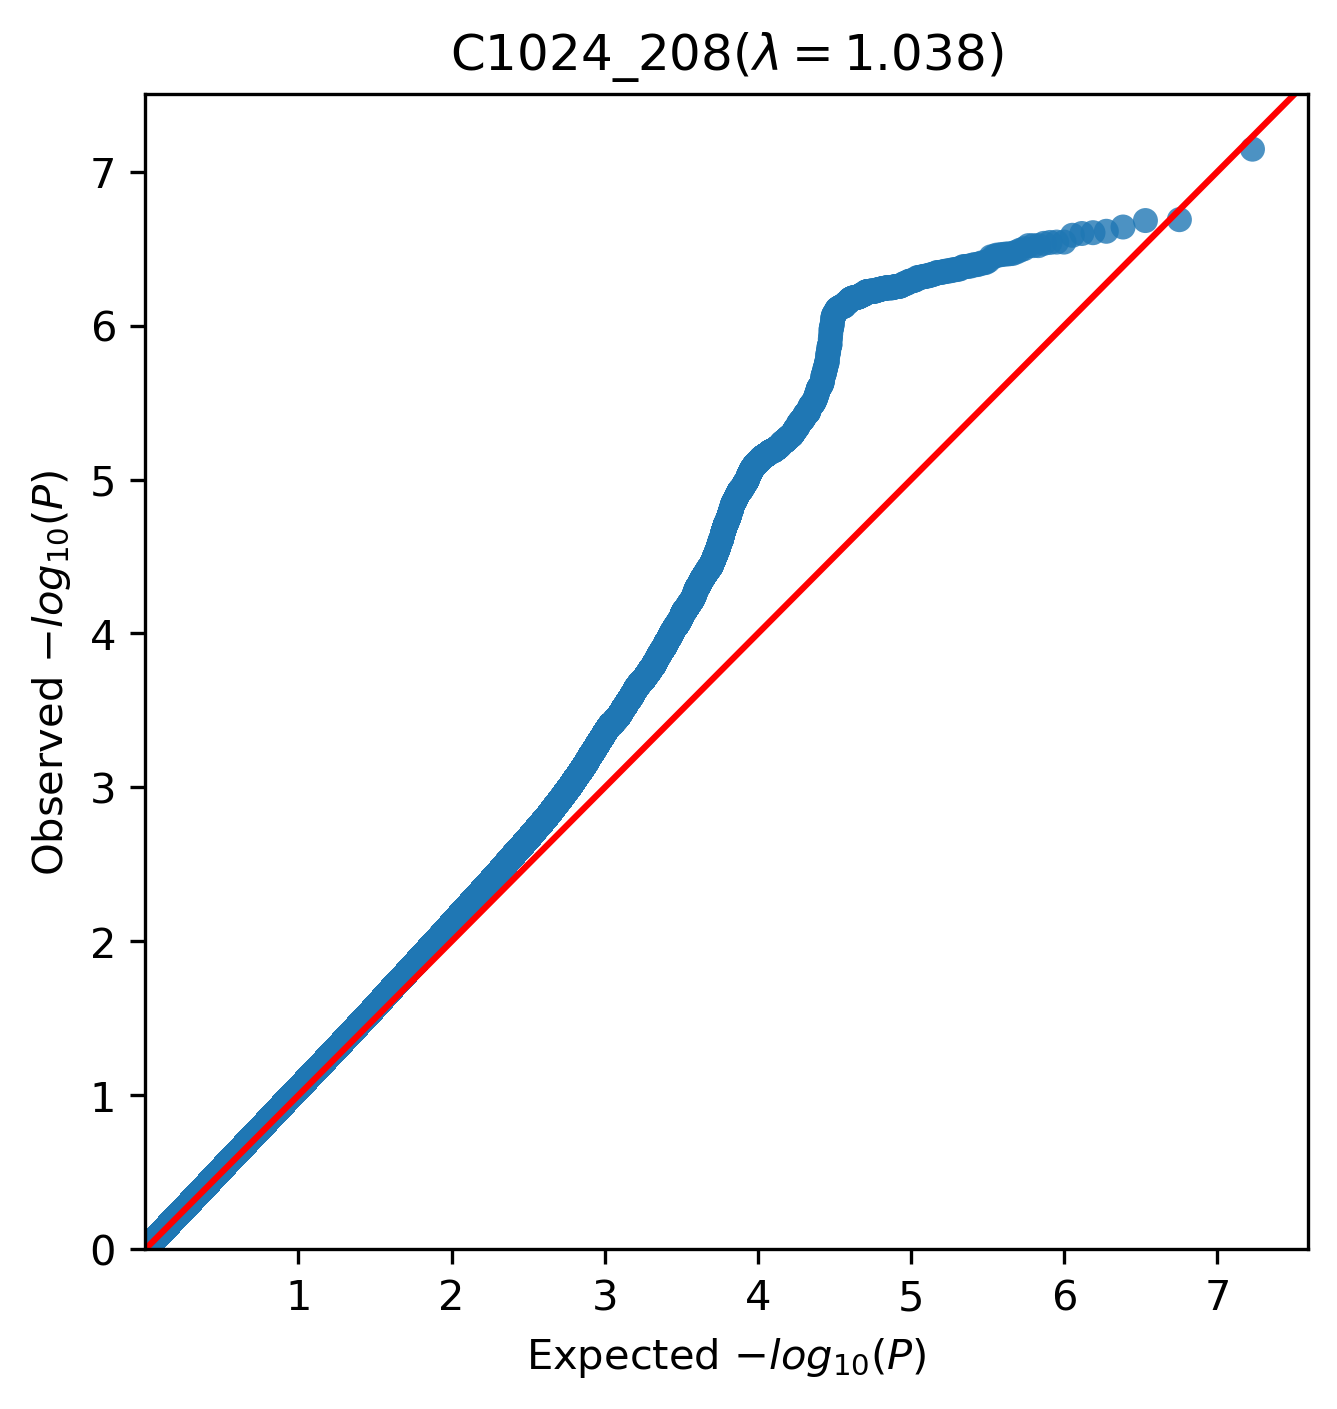 C1024_208(λ = 1.038)
Observed −log₁₀(P)
7
6
5
4
3
2
1
0
1 2 3 4 5 6 7
Expected −log₁₀(P)